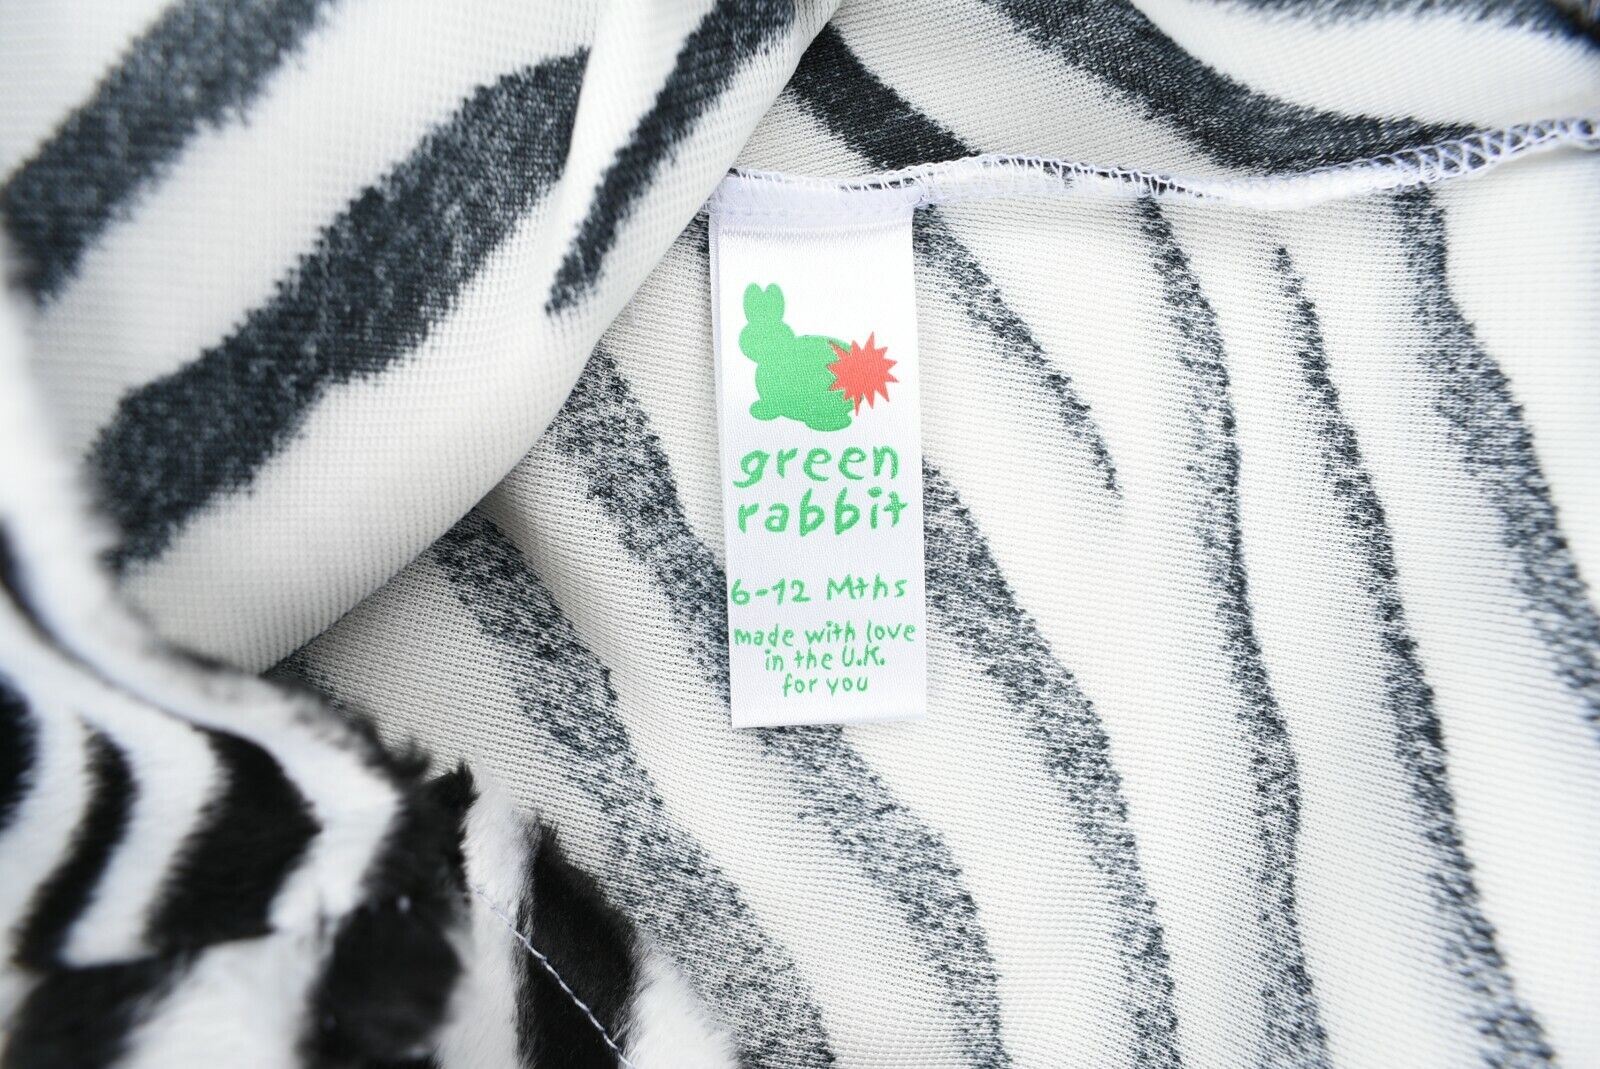 green
rabbit
6-12 Mths
made with love
in the U.K.
for you